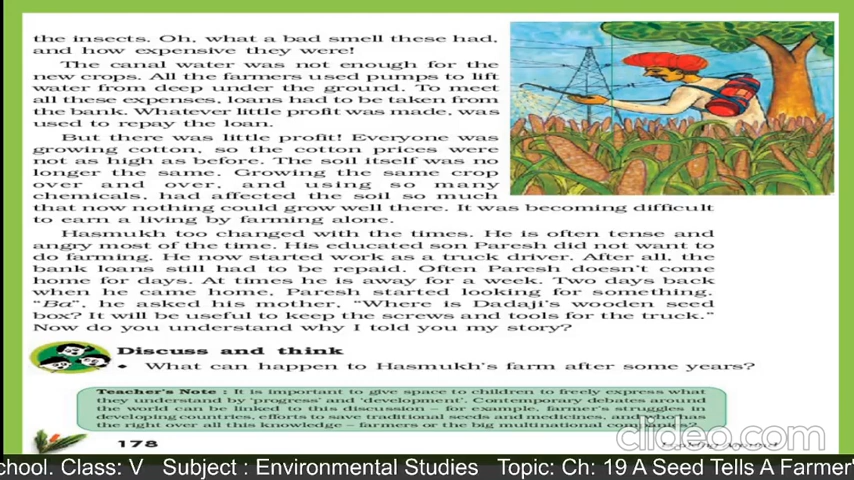 the insects. Oh, what a bad smell these had,
and how expensive they were!
The canal water was not enough for the
new crops. All the farmers used pumps to lift
water from deep under the ground. To meet
all these expenses, loans had to be taken from
the bank. Whatever little profit was made, was
used to repay the loan.
But there was little profit! Everyone was
growing cotton, so the cotton prices were
not as high as before. The soil itself was no
longer the same. Growing the same crop
over and over, and using so many
chemicals, had affected the soil so much
that now nothing could grow well there. It was becoming difficult
to earn a living by farming alone.
Hasmukh too changed with the times. He is often tense and
angry most of the time. His educated son Paresh did not want to
do farming. He now started work as a truck driver. After all, the
bank loans still had to be repaid. Often Paresh doesn't come
home for days. At times he is away for a week. Two days back
when he came home, Paresh started looking for something.
"Ba", he asked his mother, "Where is Dadaji's wooden seed
box? It will be useful to keep the screws and tools for the truck."
Now do you understand why I told you my story?
Discuss and think
• What can happen to Hasmukh's farm after some years?
Teacher's Note : It is important to give space to children to freely express what
they understand by 'progress' and 'development'. Contemporary debates around
the world can be linked to this discussion – for example, farmer's struggles in
developing countries, efforts to save traditional seeds and medicines, and who has
the right over all this knowledge – farmers or the big multinational companies?
178
clideo.com
chool. Class: V Subject : Environmental Studies Topic: Ch: 19 A Seed Tells A Farmer'